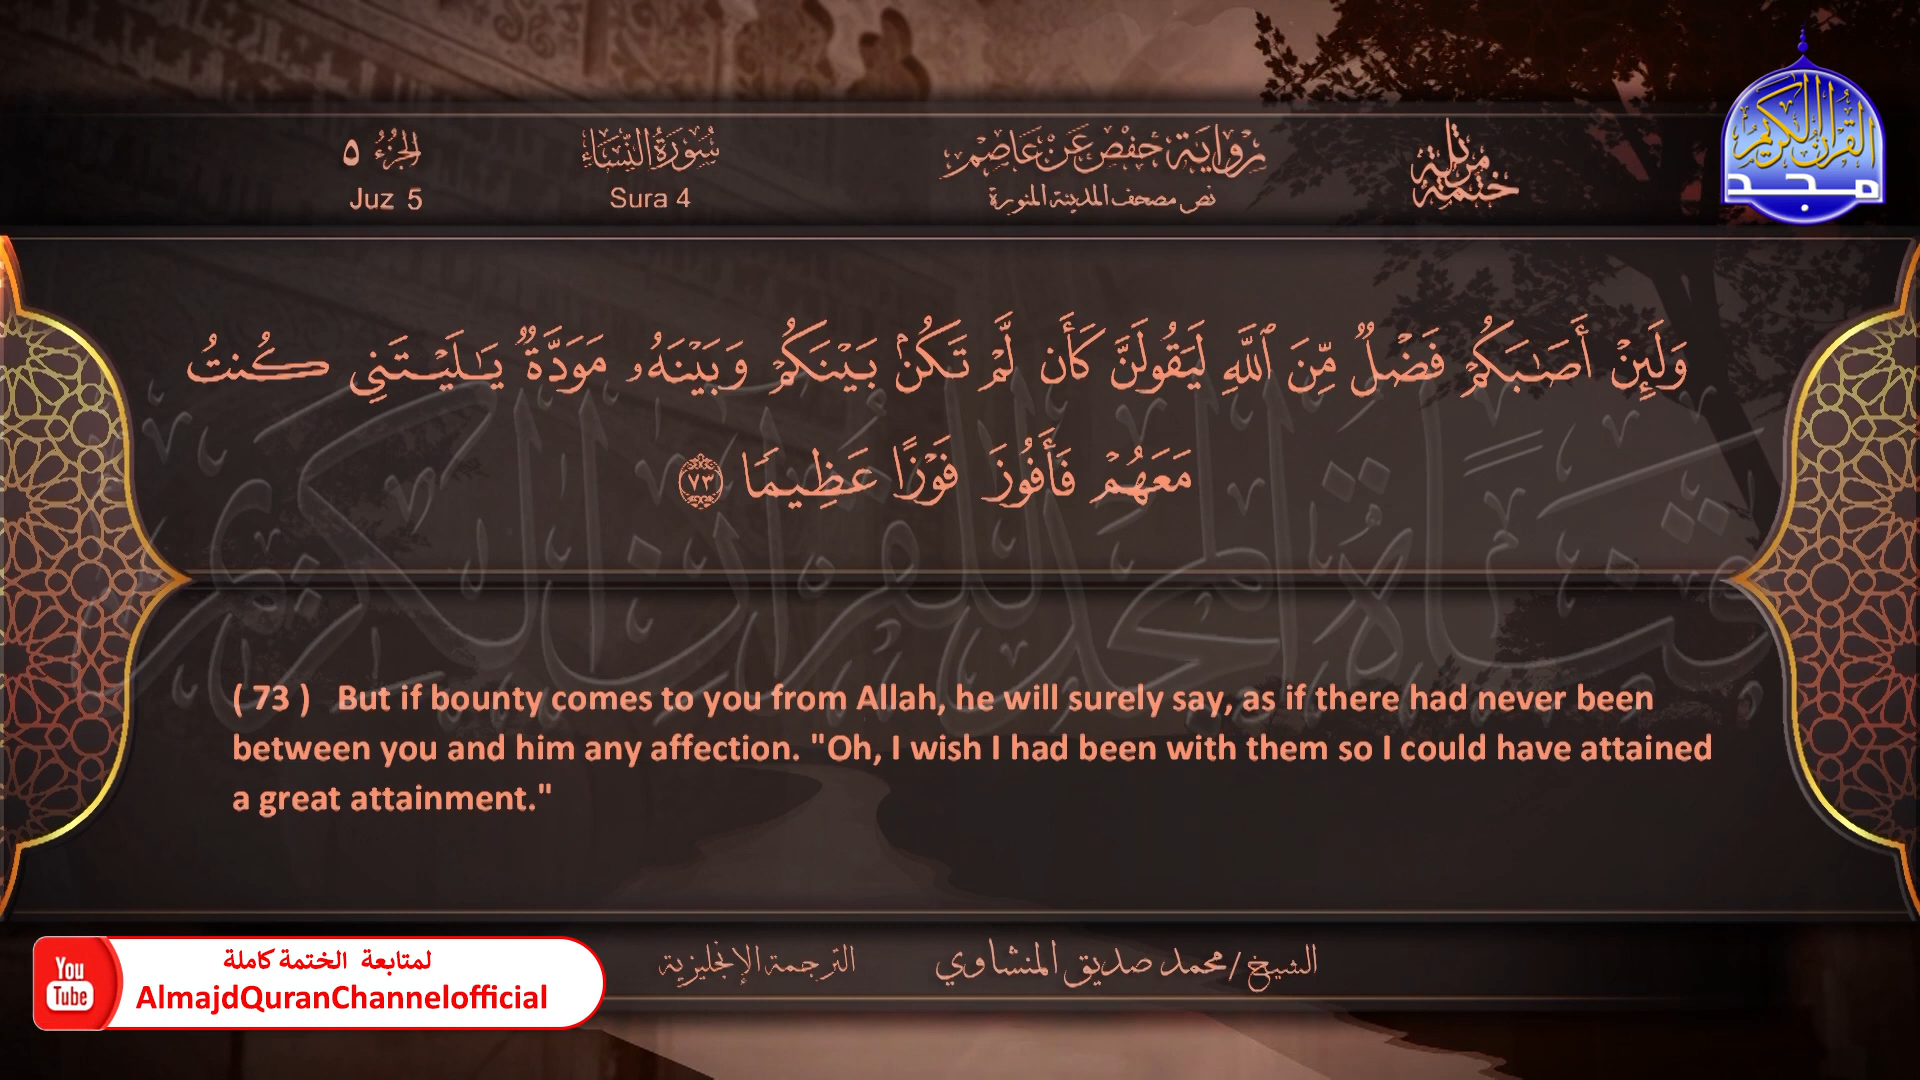 القرآن الكريم
مجد
ختمة مرتلة
رواية حفص عن عاصم
نص مصحف المدينة المنورة
سورة النساء
Sura 4
الجزء ٥
Juz 5
وَلَئِنْ أَصَٰبَكُمْ فَضْلٌ مِّنَ ٱللَّهِ لَيَقُولَنَّ كَأَن لَّمْ تَكُنۢ بَيْنَكُمْ وَبَيْنَهُۥ مَوَدَّةٌ يَٰلَيْتَنِى كُنتُ
مَعَهُمْ فَأَفُوزَ فَوْزًا عَظِيمًا ٧٣
قناة المجد للقرآن الكريم
( 73 ) But if bounty comes to you from Allah, he will surely say, as if there had never been
between you and him any affection. "Oh, I wish I had been with them so I could have attained
a great attainment."
الشيخ / محمد صديق المنشاوي
الترجمة الإنجليزية
You
Tube
لمتابعة الختمة كاملة
AlmajdQuranChannelofficial